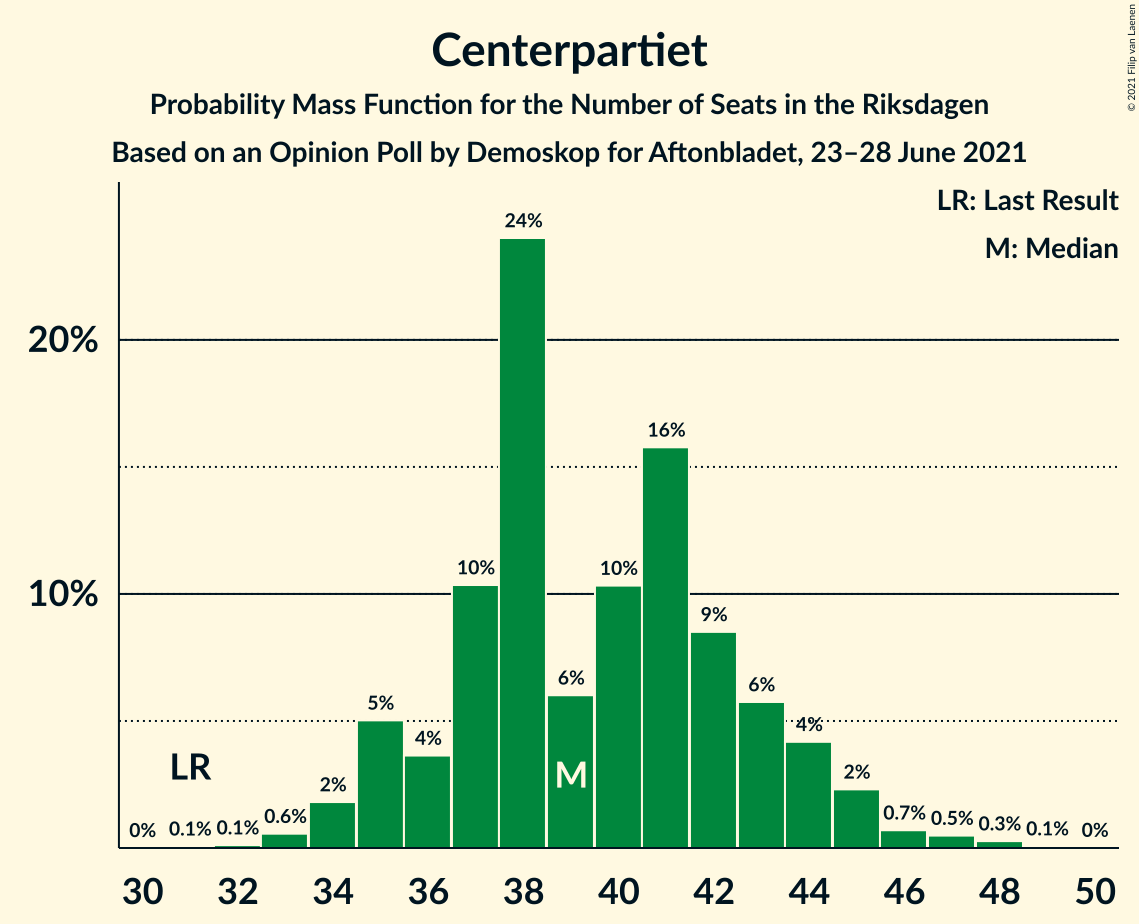 Centerpartiet
Probability Mass Function for the Number of Seats in the Riksdagen
Based on an Opinion Poll by Demoskop for Aftonbladet, 23–28 June 2021
© 2021 Filip van Laenen
LR: Last Result
M: Median
20%
10%
0% 0.1% 0.1% 0.6% 2% 5% 4% 10% 24% 6% 10% 16% 9% 6% 4% 2% 0.7% 0.5% 0.3% 0.1% 0%
LR
M
30 32 34 36 38 40 42 44 46 48 50